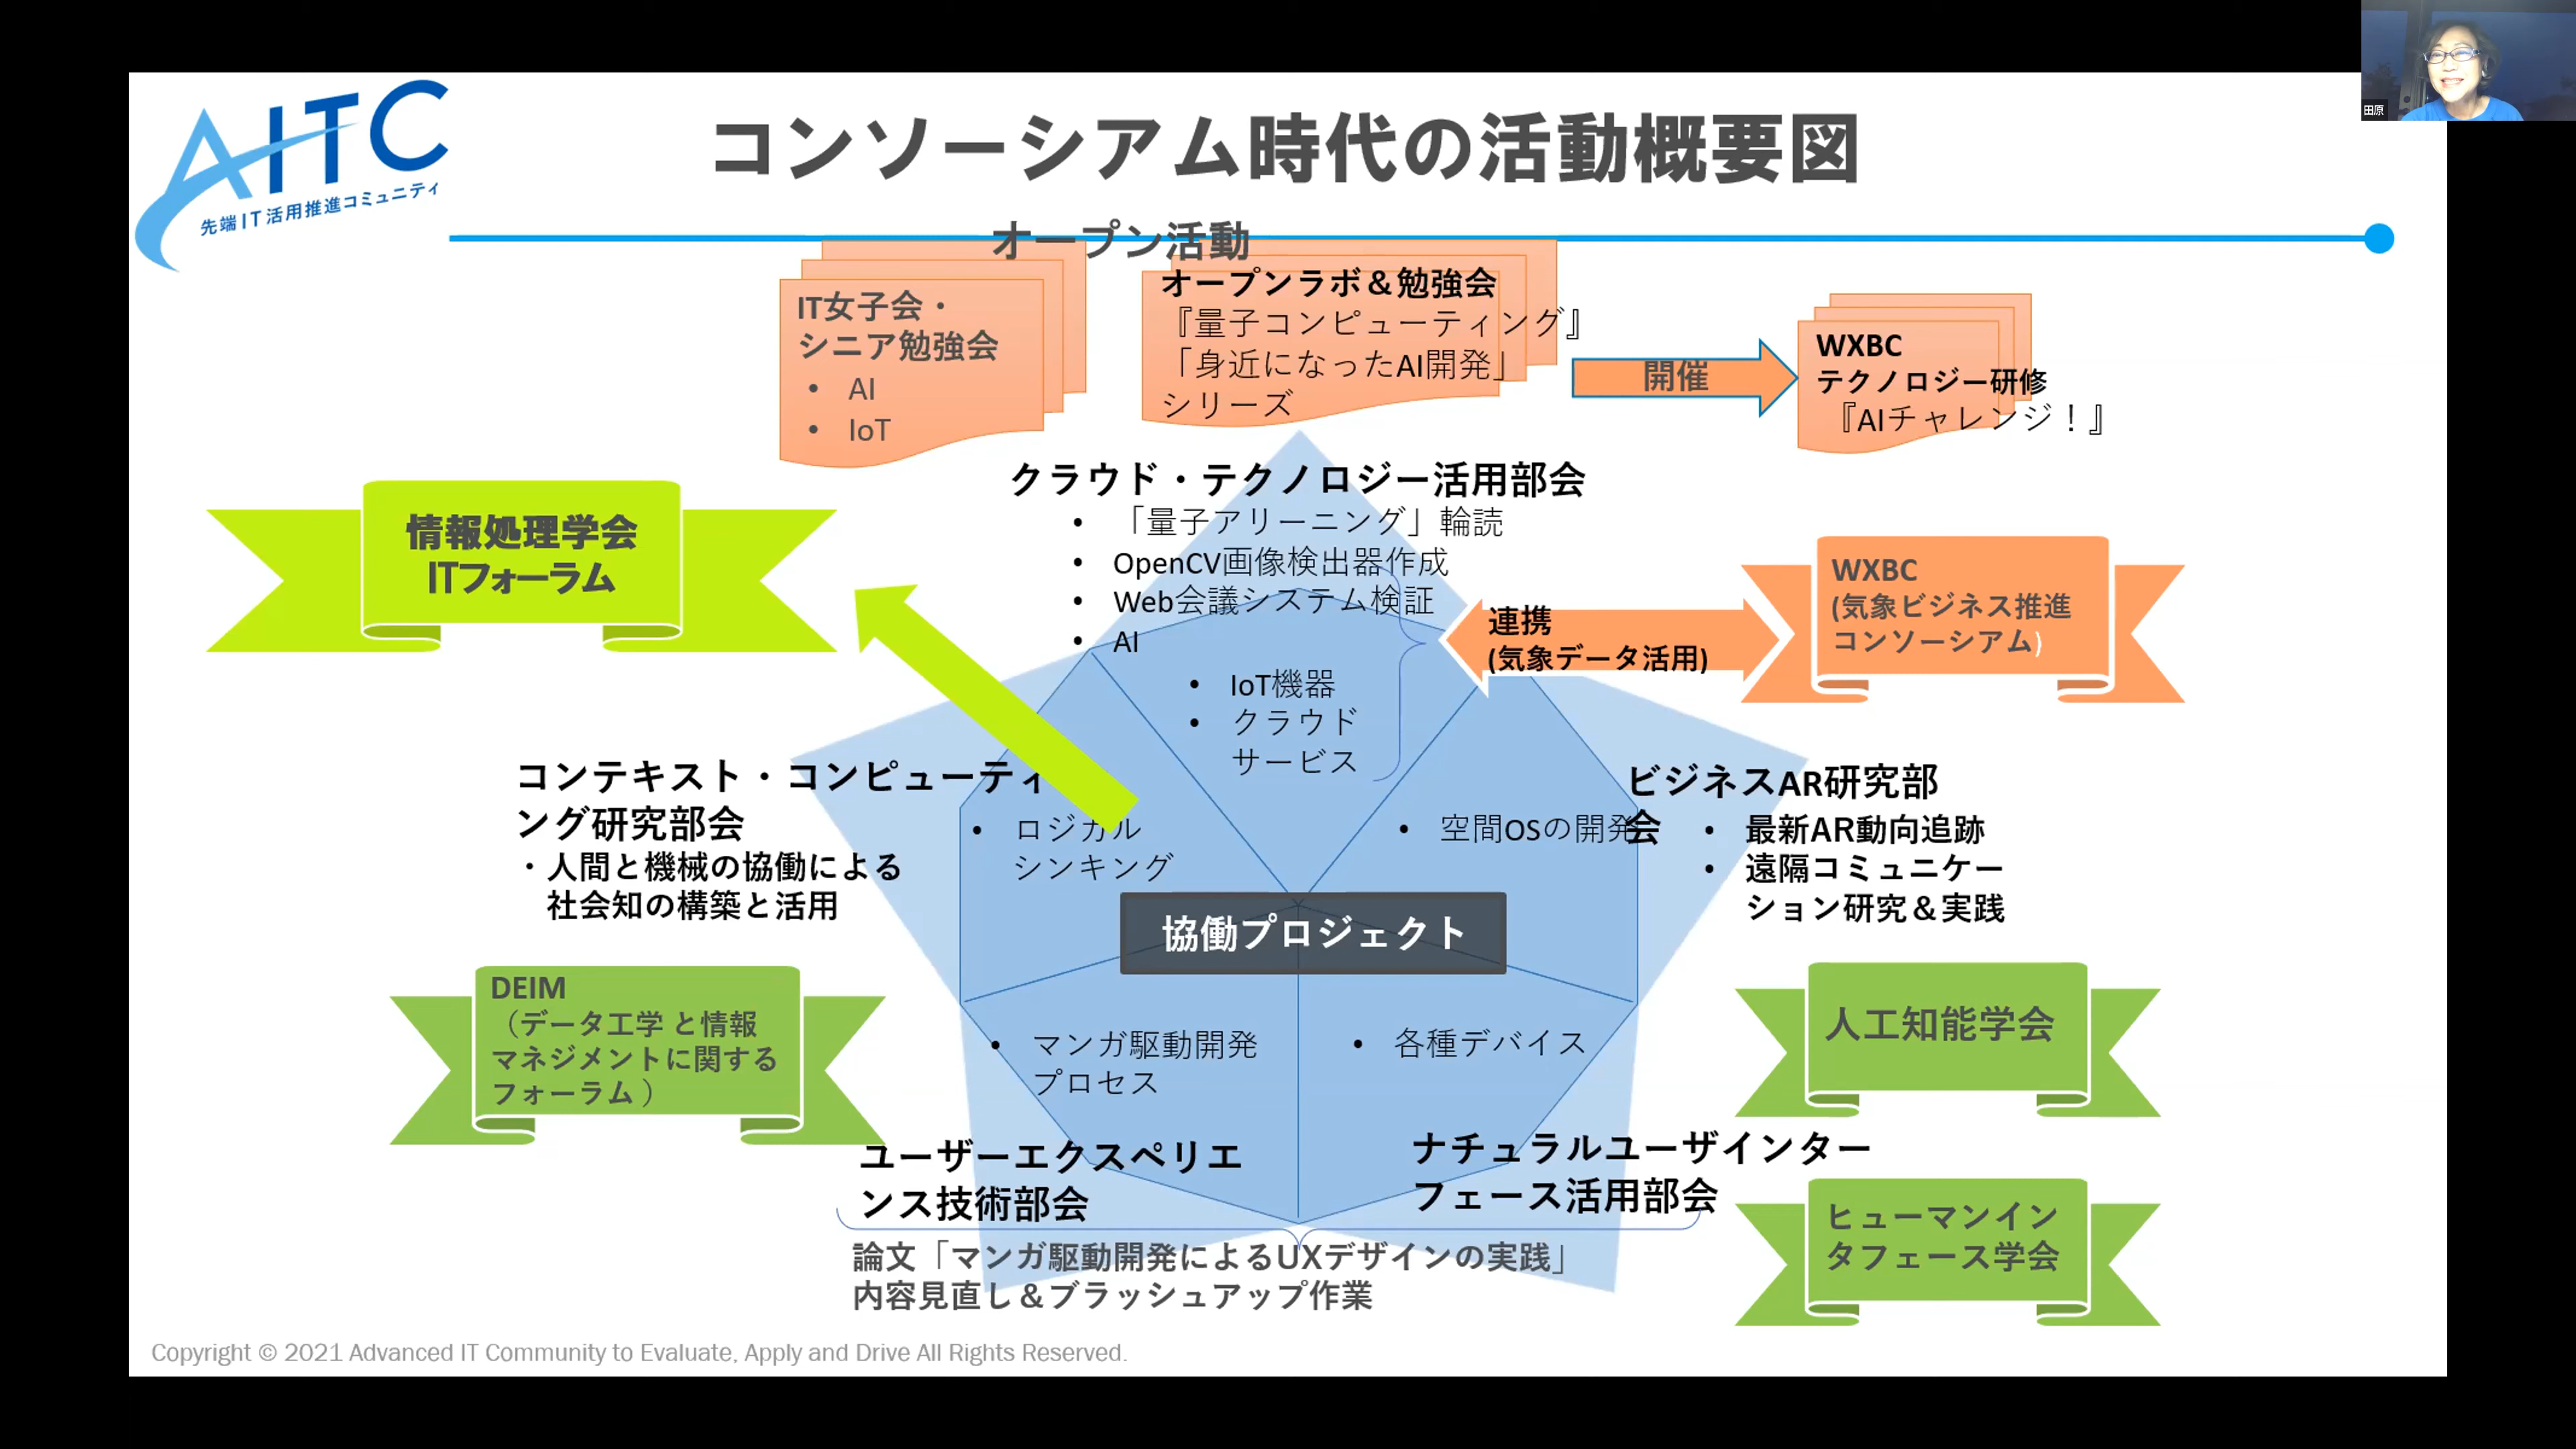 AITC
先端IT活用推進コミュニティ
田原
コンソーシアム時代の活動概要図
オープン活動
IT女子会・
シニア勉強会
• AI
• IoT
オープンラボ＆勉強会
『量子コンピューティング』
「身近になったAI開発」
シリーズ
開催
WXBC
テクノロジー研修
『AIチャレンジ！』
情報処理学会
ITフォーラム
クラウド・テクノロジー活用部会
• 「量子アリーニング」輪読
• OpenCV画像検出器作成
• Web会議システム検証
• AI
• IoT機器
• クラウド
サービス
連携
(気象データ活用)
WXBC
(気象ビジネス推進
コンソーシアム)
コンテキスト・コンピューティ
ング研究部会
・人間と機械の協働による
社会知の構築と活用
• ロジカル
シンキング
• 空間OSの開発
ビジネスAR研究部
会
• 最新AR動向追跡
• 遠隔コミュニケー
ション研究＆実践
協働プロジェクト
DEIM
（データ工学 と情報
マネジメントに関する
フォーラム ）
• マンガ駆動開発
プロセス
• 各種デバイス
人工知能学会
ユーザーエクスペリエ
ンス技術部会
ナチュラルユーザインター
フェース活用部会
ヒューマンイン
タフェース学会
論文「マンガ駆動開発によるUXデザインの実践」
内容見直し＆ブラッシュアップ作業
Copyright © 2021 Advanced IT Community to Evaluate, Apply and Drive All Rights Reserved.